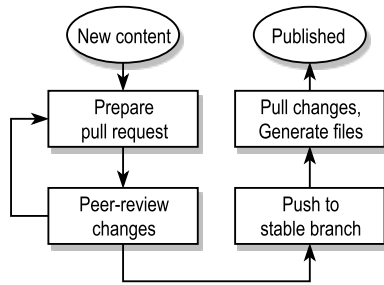 New content
Prepare
pull request
Peer-review
changes
Push to
stable branch
Pull changes,
Generate files
Published